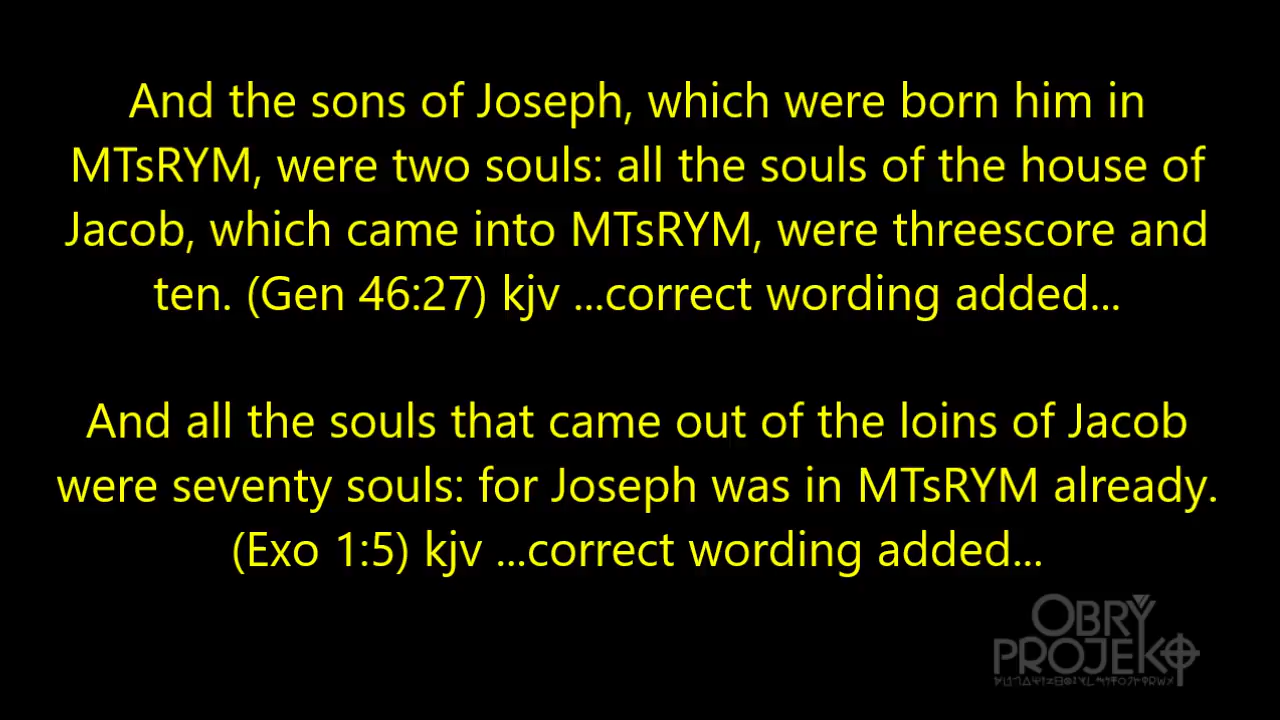 And the sons of Joseph, which were born him in
MTsRYM, were two souls: all the souls of the house of
Jacob, which came into MTsRYM, were threescore and
ten. (Gen 46:27) kjv ...correct wording added...
And all the souls that came out of the loins of Jacob
were seventy souls: for Joseph was in MTsRYM already.
(Exo 1:5) kjv ...correct wording added...
OBRY
PROJEK